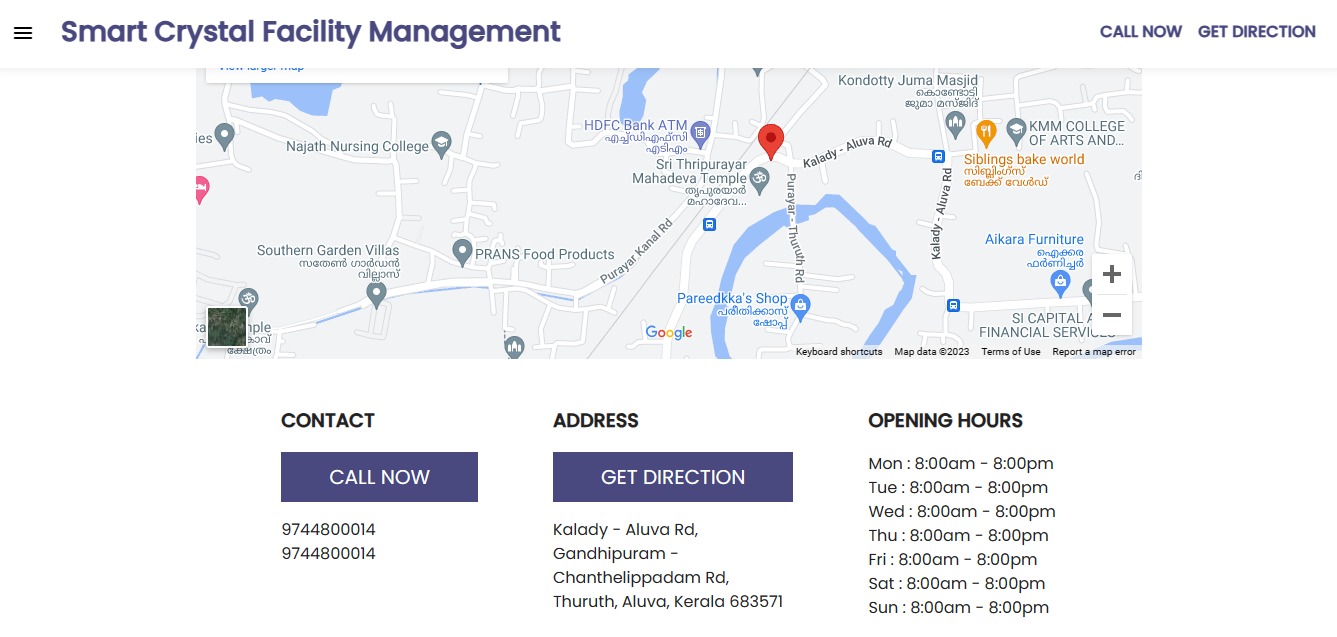 Smart Crystal Facility Management
CALL NOW
GET DIRECTION
View larger map
Kondotty Juma Masjid
കൊണ്ടോട്ടി
ജുമാ മസ്ജിദ്
HDFC Bank ATM
എച്ച്ഡിഎഫ്സി
എടിഎം
KMM COLLEGE
OF ARTS AND...
ies
Najath Nursing College
Kalady - Aluva Rd
Siblings bake world
സിബ്ലിംഗ്സ്
ബേക്ക് വേൾഡ്
Sri Thripurayar
Mahadeva Temple
തൃപുരയാർ
മഹാദേവ...
Purayar - Thuruth Rd
Kalady - Aluva Rd
Purayar Kanal Rd
Southern Garden Villas
സതേൺ ഗാർഡൻ
വില്ലാസ്
PRANS Food Products
Aikara Furniture
ഐക്കര
ഫർണിച്ചർ
Pareedkka's Shop
പരീതിക്കാസ്
ഷോപ്പ്
SI CAPITAL A
FINANCIAL SERVICES
mple
കാവ്
ക്ഷേത്രം
Google
Keyboard shortcuts
Map data ©2023
Terms of Use
Report a map error
CONTACT
CALL NOW
9744800014
9744800014
ADDRESS
GET DIRECTION
Kalady - Aluva Rd,
Gandhipuram -
Chanthelippadam Rd,
Thuruth, Aluva, Kerala 683571
OPENING HOURS
Mon : 8:00am - 8:00pm
Tue : 8:00am - 8:00pm
Wed : 8:00am - 8:00pm
Thu : 8:00am - 8:00pm
Fri : 8:00am - 8:00pm
Sat : 8:00am - 8:00pm
Sun : 8:00am - 8:00pm